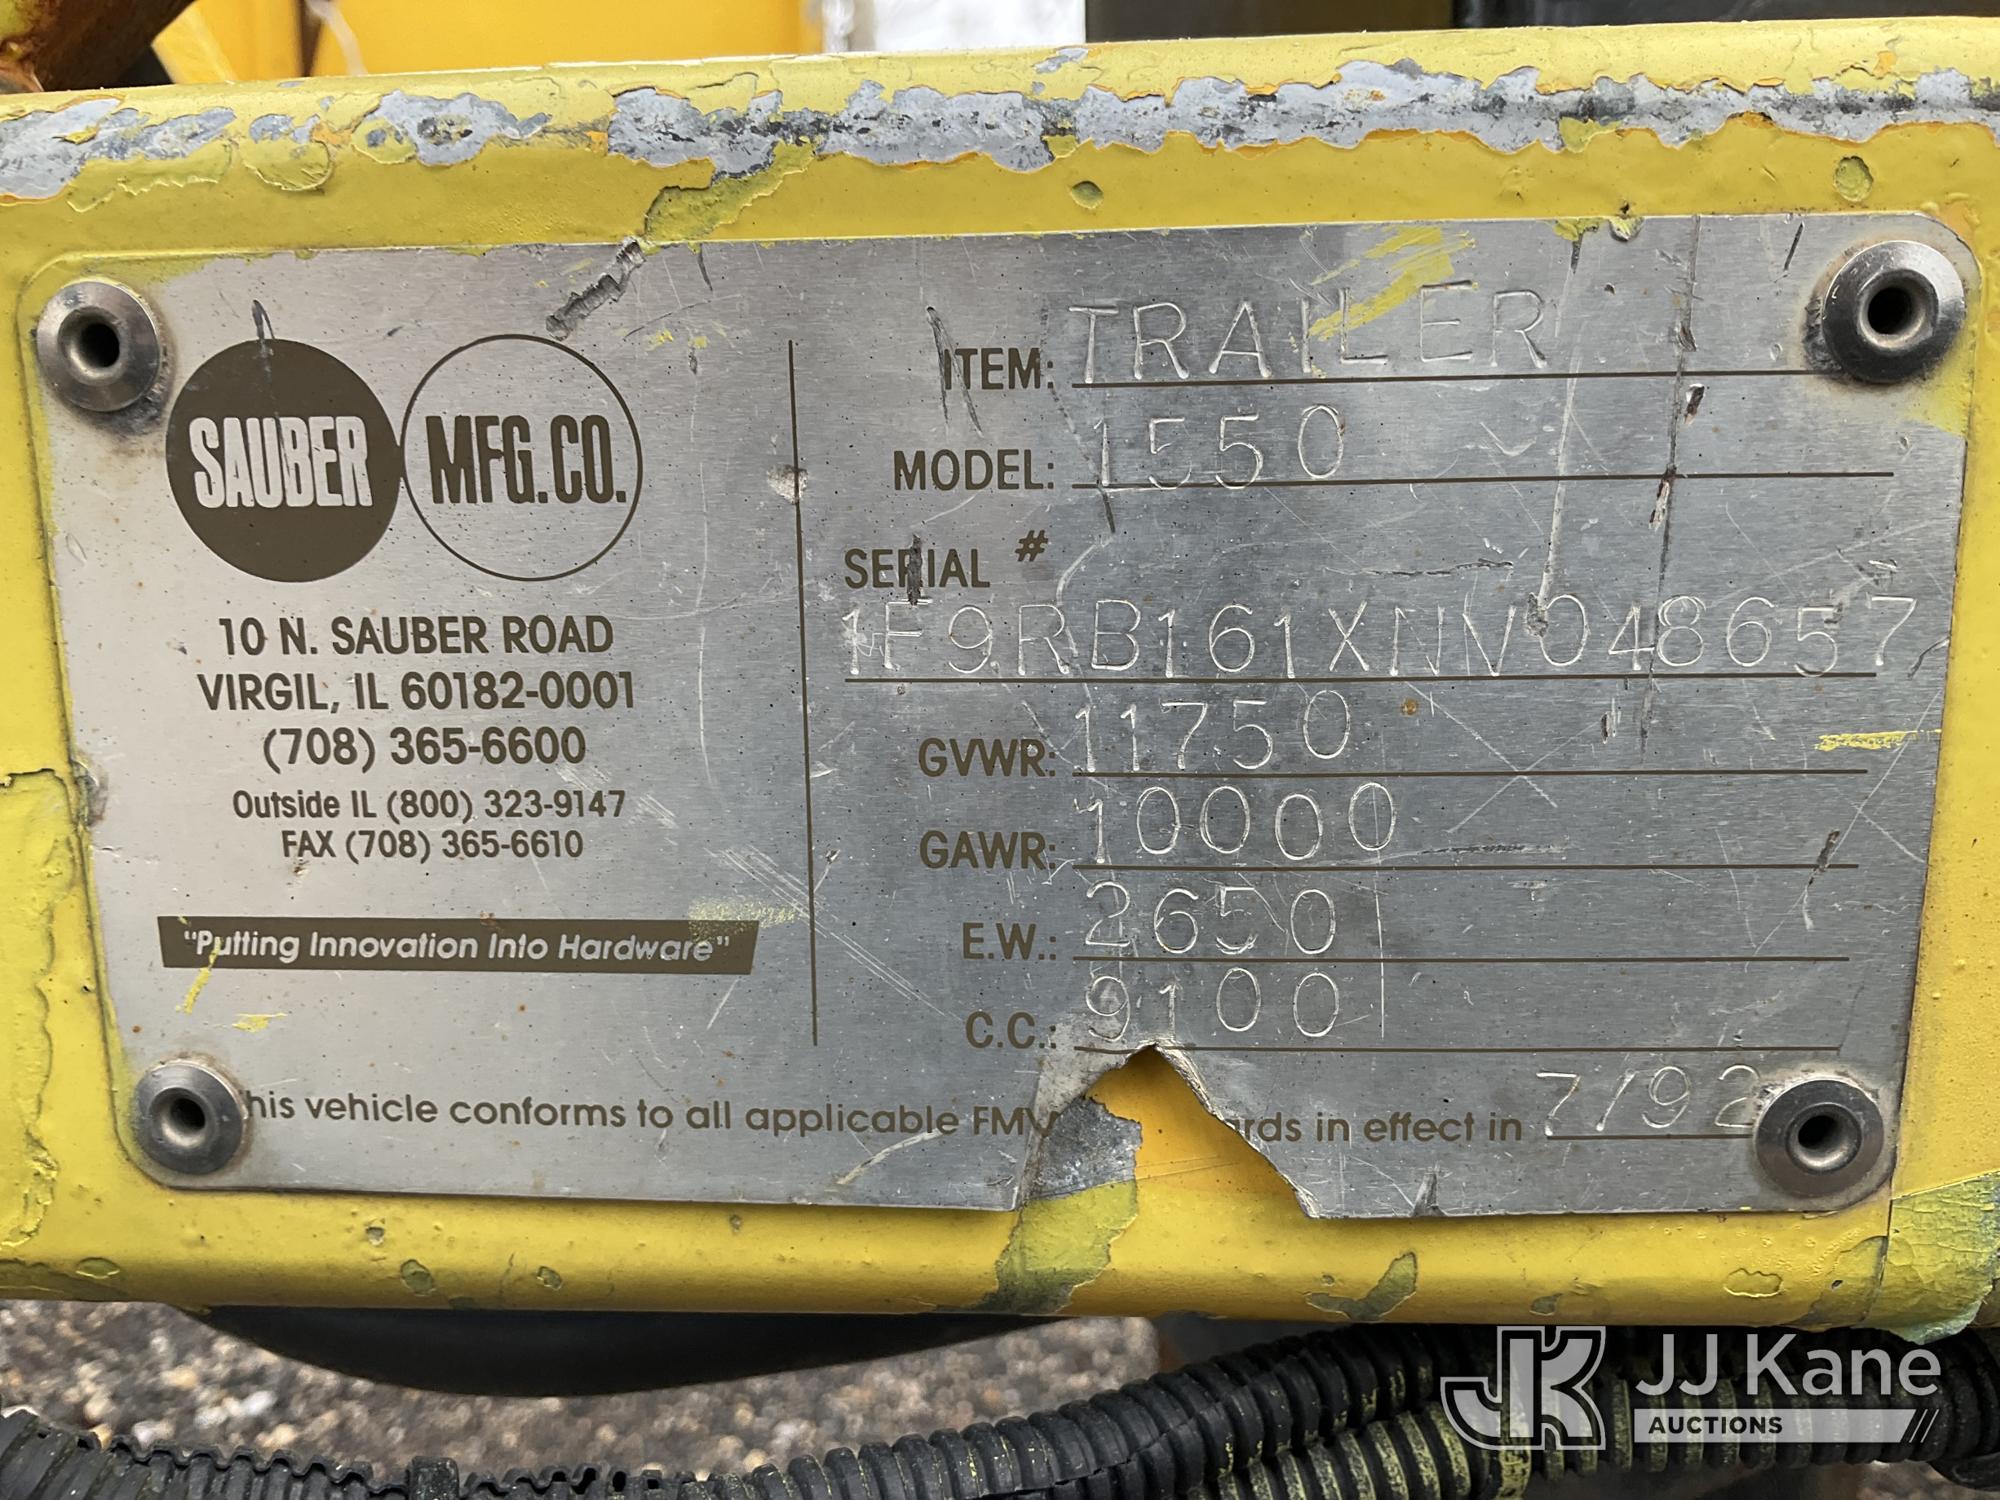 SAUBER MFG.CO.
10 N. SAUBER ROAD
VIRGIL, IL 60182-0001
(708) 365-6600
Outside IL (800) 323-9147
FAX (708) 365-6610
"Putting Innovation Into Hardware"
ITEM: TRAILER
MODEL: 1550
SERIAL #
1F9RB161XNV048657
GVWR: 11750
GAWR: 10000
E.W.: 2650
C.C.: 9100
his vehicle conforms to all applicable FMV rds in effect in 7/92
JK JJ Kane
AUCTIONS